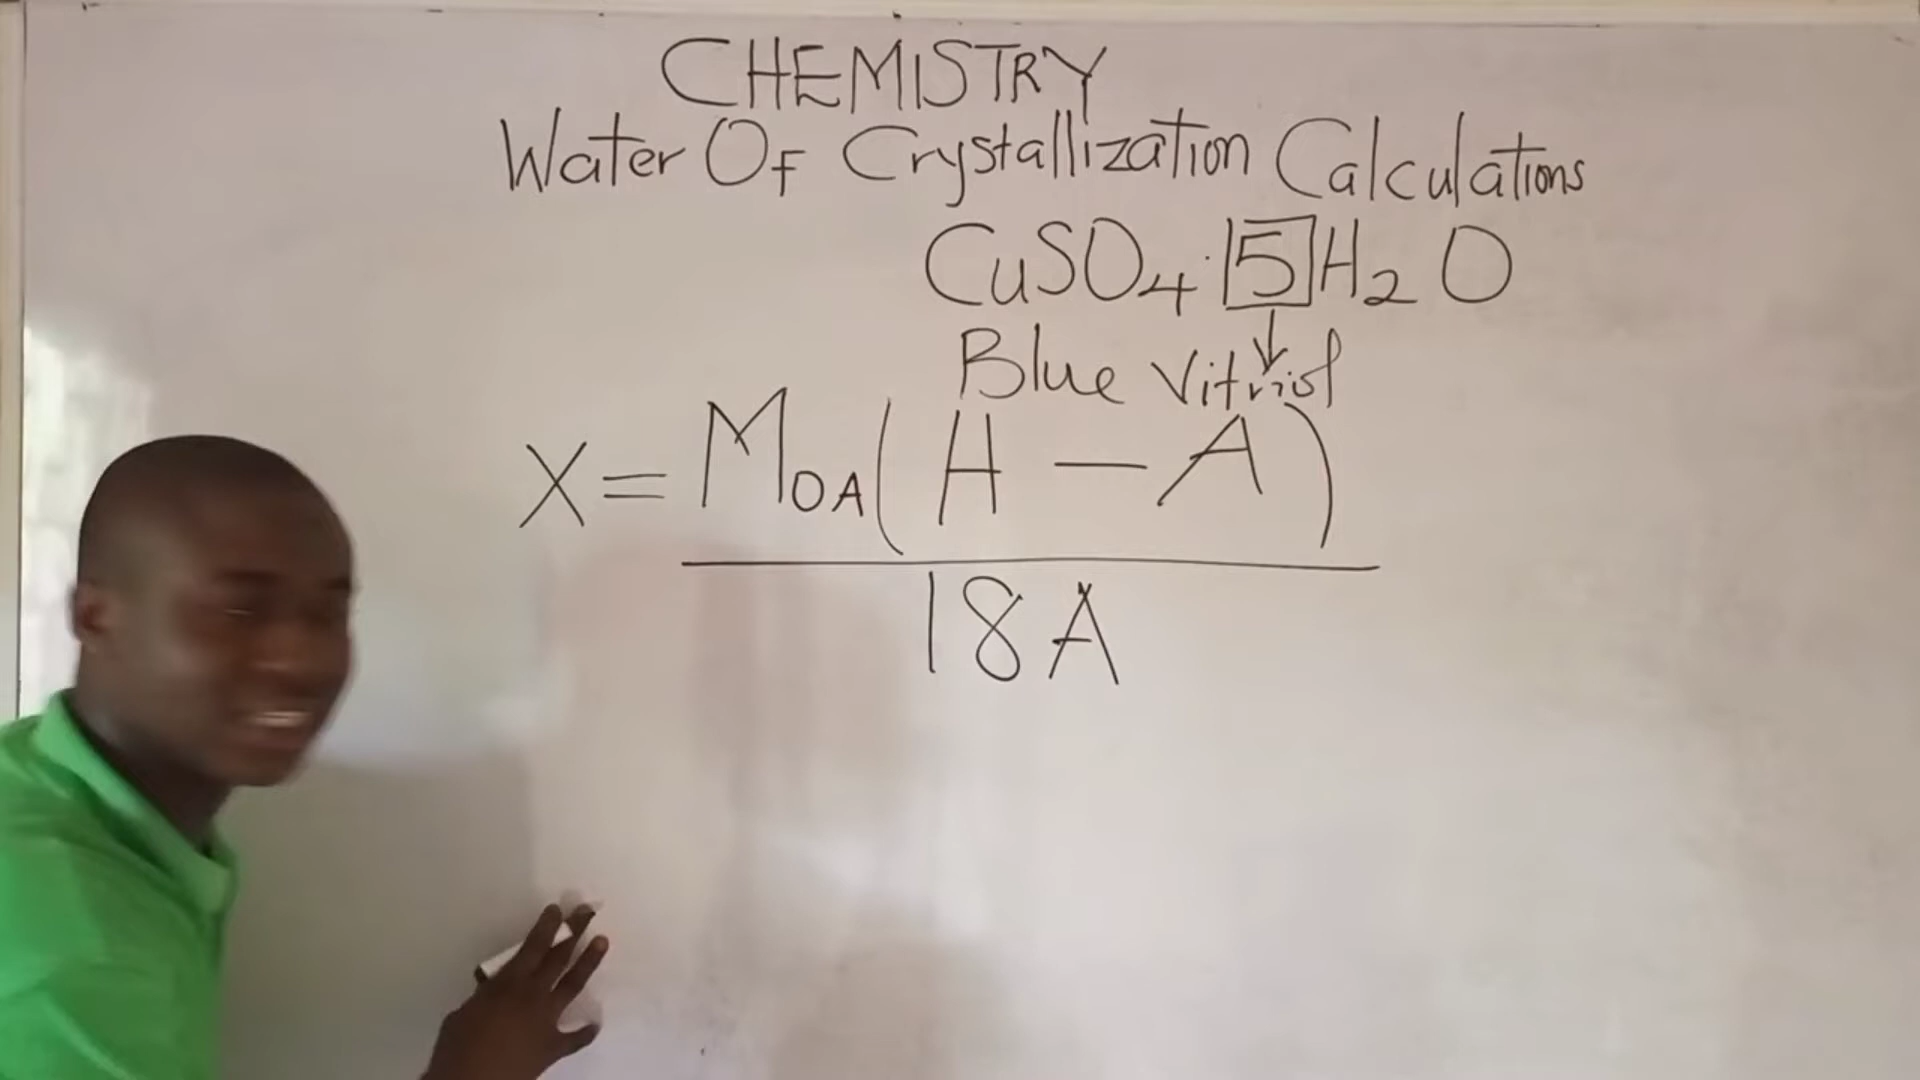 CHEMISTRY
Water Of Crystallization Calculations
CuSO4.5H2O
Blue Vitriol
X=MOA(H-A)
18A